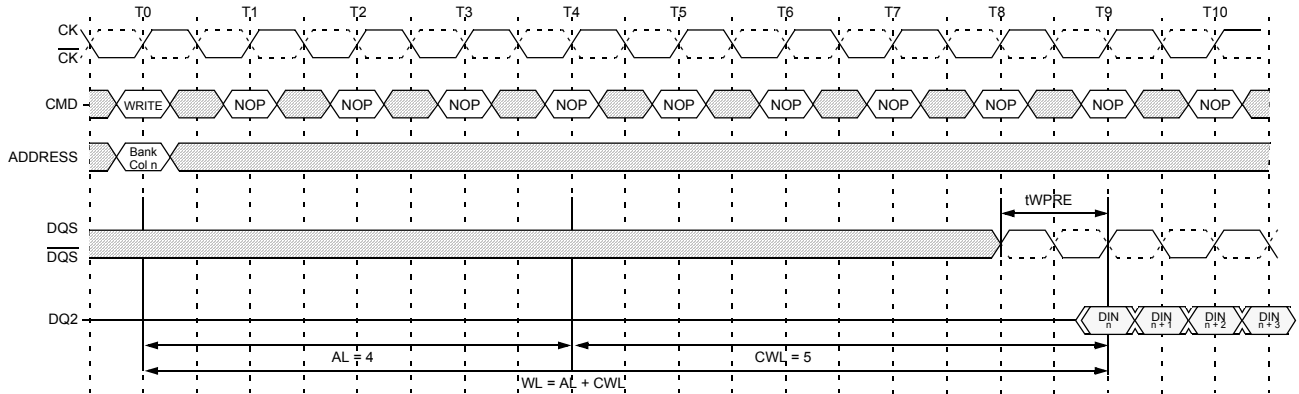 T0 T1 T2 T3 T4 T5 T6 T7 T8 T9 T10
CK
CK
CMD WRITE NOP NOP NOP NOP NOP NOP NOP NOP NOP NOP
ADDRESS Bank
Col n
tWPRE
DQS
DQS
DQ2 DIN n DIN n + 1 DIN n + 2 DIN n + 3
AL = 4 CWL = 5
WL = AL + CWL